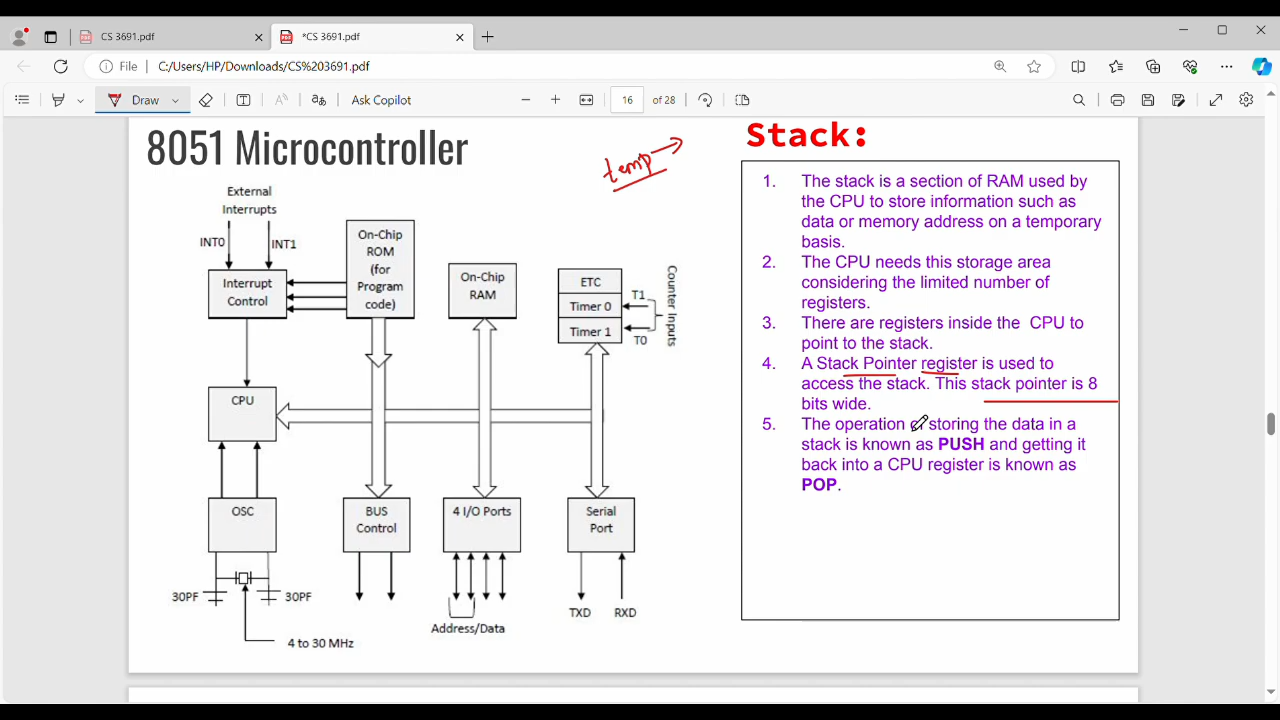 CS 3691.pdf
*CS 3691.pdf
File
C:/Users/HP/Downloads/CS%203691.pdf
Draw
Ask Copilot
16
of 28
8051 Microcontroller
temp
External
Interrupts
INT0
INT1
Interrupt
Control
On-Chip
ROM
(for
Program
code)
On-Chip
RAM
ETC
Timer 0
Timer 1
T1
T0
Counter Inputs
CPU
OSC
BUS
Control
4 I/O Ports
Serial
Port
30PF
30PF
4 to 30 MHz
Address/Data
TXD
RXD
Stack:
1. The stack is a section of RAM used by
the CPU to store information such as
data or memory address on a temporary
basis.
2. The CPU needs this storage area
considering the limited number of
registers.
3. There are registers inside the CPU to
point to the stack.
4. A Stack Pointer register is used to
access the stack. This stack pointer is 8
bits wide.
5. The operation of storing the data in a
stack is known as PUSH and getting it
back into a CPU register is known as
POP.